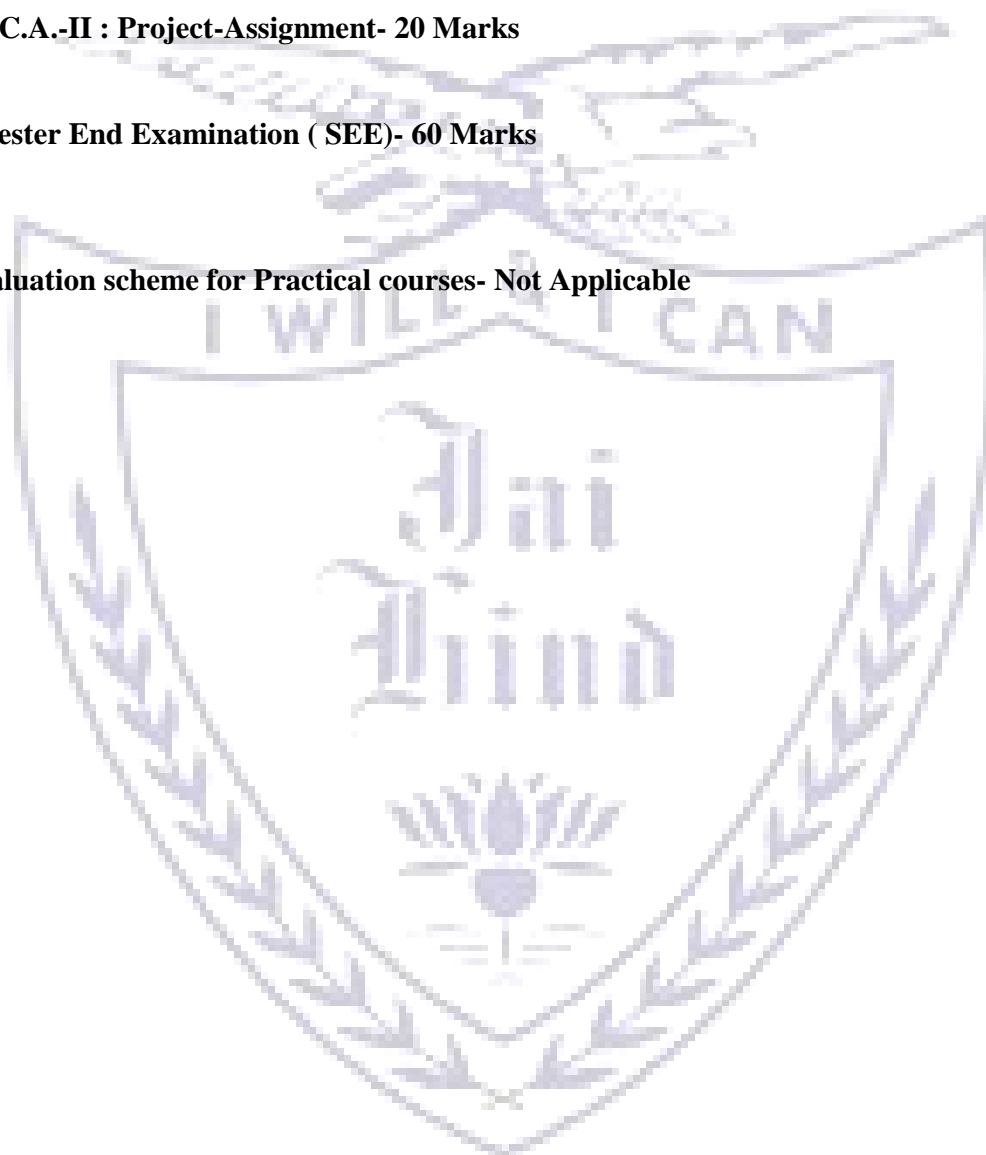 C.A.-II : Project-Assignment- 20 Marks
ester End Examination ( SEE)- 60 Marks
luation scheme for Practical courses- Not Applicable
I WILL & I CAN
Jai
Hind